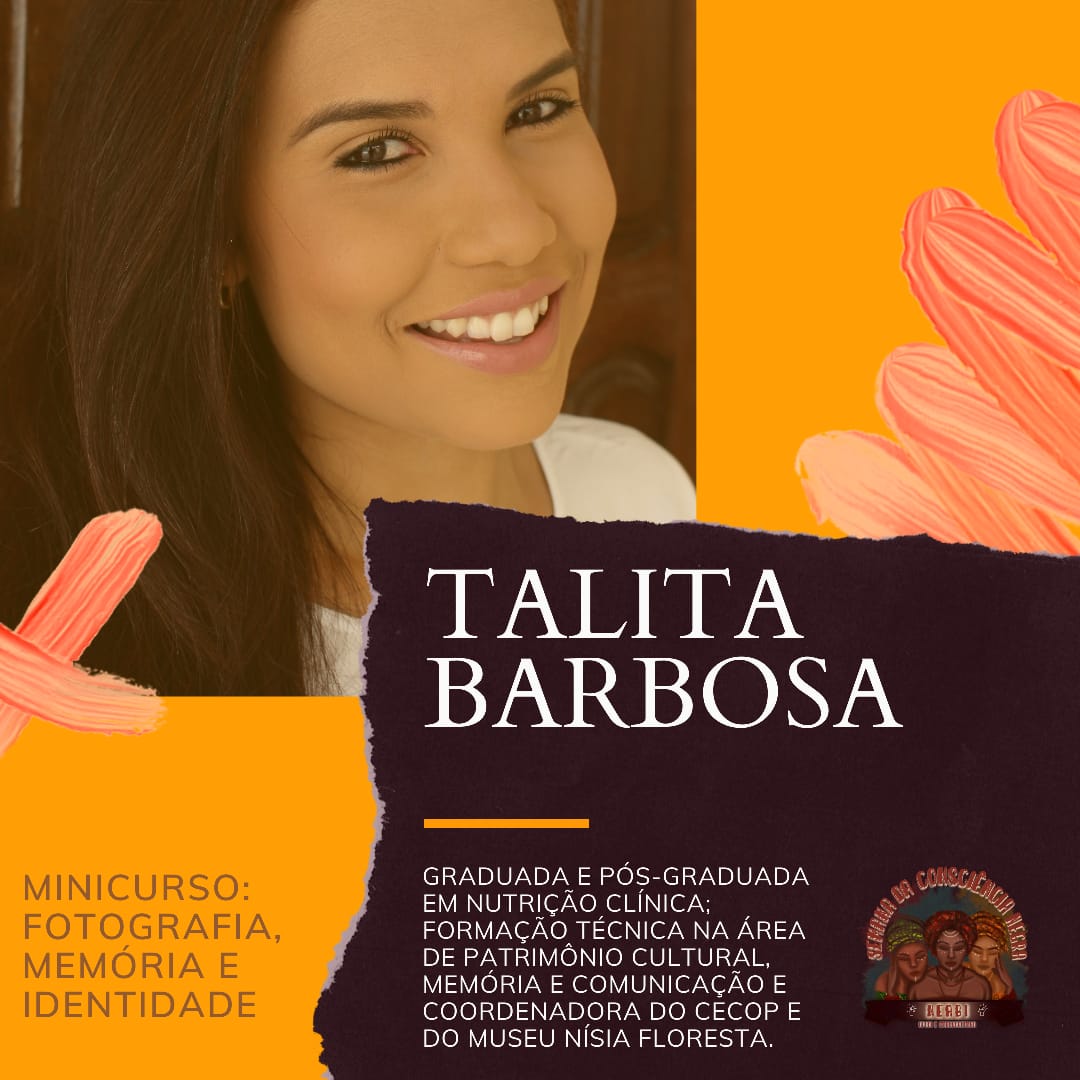 TALITA
BARBOSA
GRADUADA E PÓS-GRADUADA
EM NUTRIÇÃO CLÍNICA;
FORMAÇÃO TÉCNICA NA ÁREA
DE PATRIMÔNIO CULTURAL,
MEMÓRIA E COMUNICAÇÃO E
COORDENADORA DO CECOP E
DO MUSEU NÍSIA FLORESTA.
MINICURSO:
FOTOGRAFIA,
MEMÓRIA E
IDENTIDADE
SEMANA DA CONSCIÊNCIA NEGRA